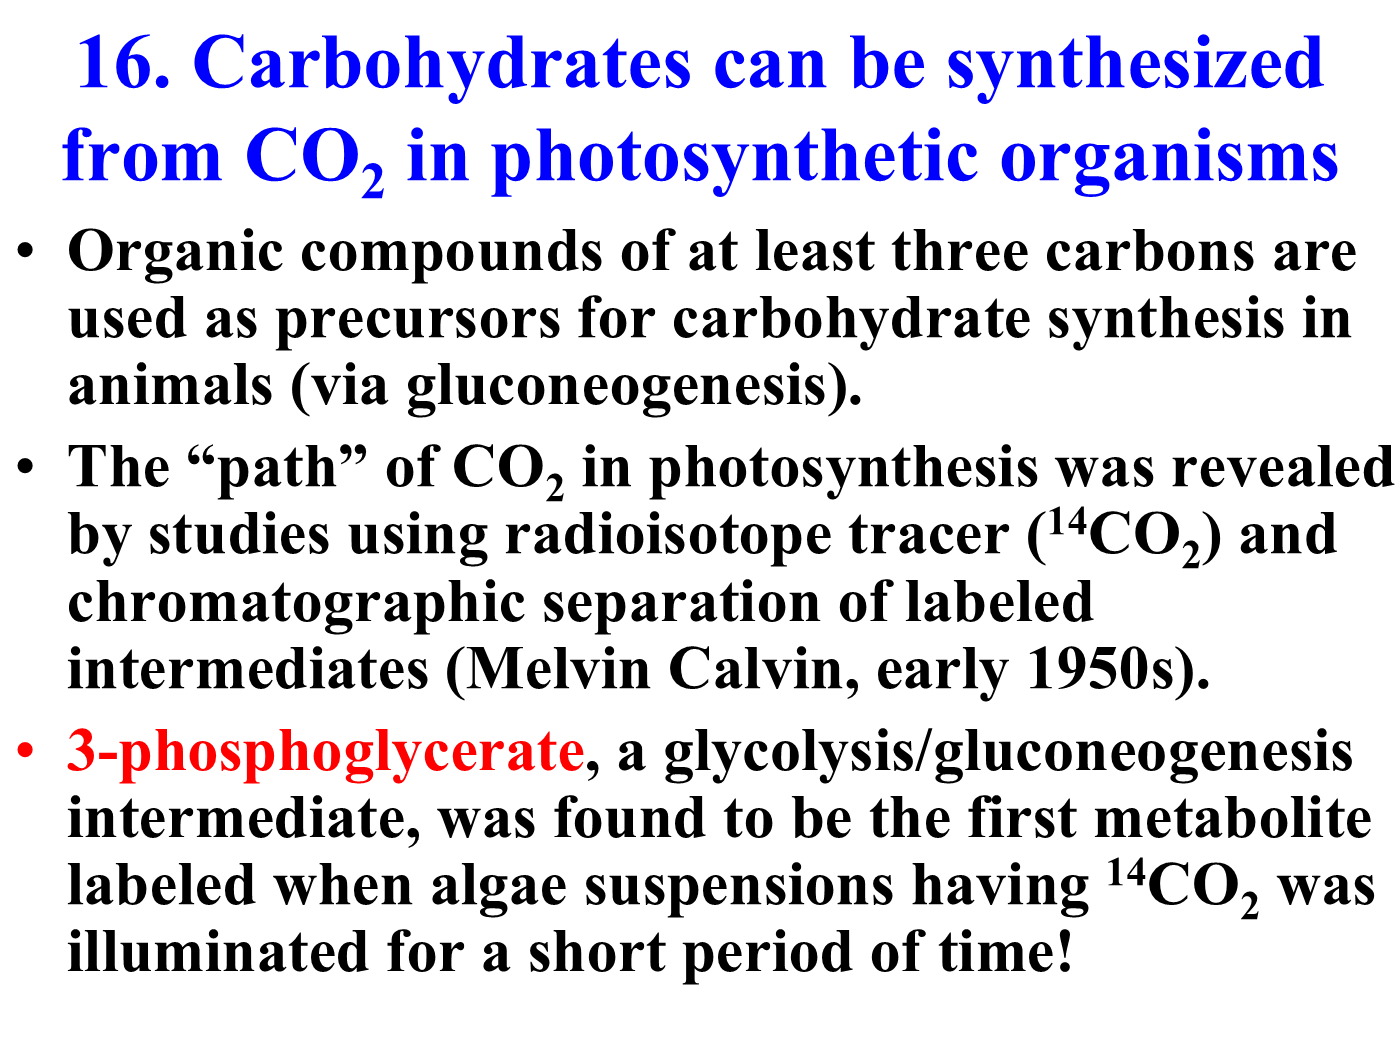 16. Carbohydrates can be synthesized
from CO₂ in photosynthetic organisms
• Organic compounds of at least three carbons are
used as precursors for carbohydrate synthesis in
animals (via gluconeogenesis).
• The “path” of CO₂ in photosynthesis was revealed
by studies using radioisotope tracer (¹⁴CO₂) and
chromatographic separation of labeled
intermediates (Melvin Calvin, early 1950s).
• 3-phosphoglycerate, a glycolysis/gluconeogenesis
intermediate, was found to be the first metabolite
labeled when algae suspensions having ¹⁴CO₂ was
illuminated for a short period of time!